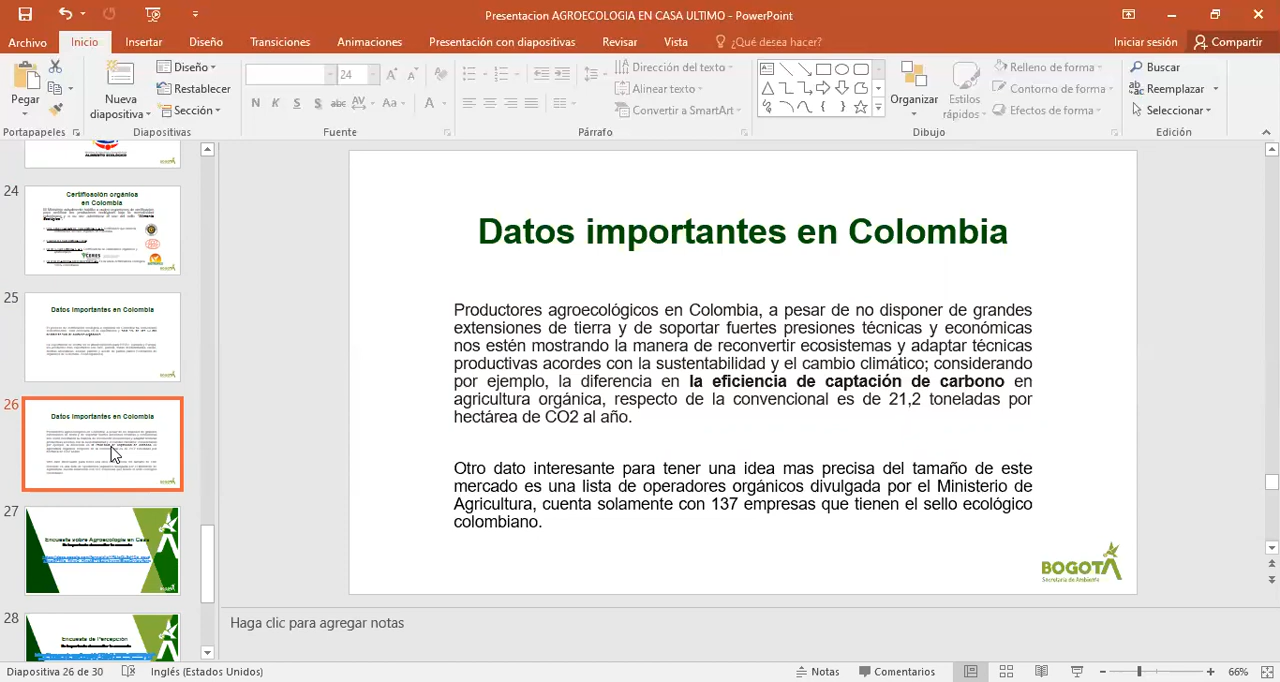 Presentacion AGROECOLOGIA EN CASA ULTIMO - PowerPoint
Archivo Inicio Insertar Diseño Transiciones Animaciones Presentación con diapositivas Revisar Vista ¿Qué desea hacer? Iniciar sesión Compartir
Pegar
Nueva diapositiva
Diseño
Restablecer
Sección
24
N K S S abc AV Aa A
Dirección del texto
Alinear texto
Convertir a SmartArt
Organizar
Estilos rápidos
Relleno de forma
Contorno de forma
Efectos de forma
Buscar
Reemplazar
Seleccionar
Portapapeles Diapositivas Fuente Párrafo Dibujo Edición
ALIMENTO ECOLÓGICO
24
Certificación orgánica
en Colombia
25
Datos importantes en Colombia
26
Datos importantes en Colombia
27
Encuesta sobre Agroecología en Casa
28
Encuesta de Percepción
Datos importantes en Colombia
Productores agroecológicos en Colombia, a pesar de no disponer de grandes
extensiones de tierra y de soportar fuertes presiones técnicas y económicas
nos estén mostrando la manera de reconvertir ecosistemas y adaptar técnicas
productivas acordes con la sustentabilidad y el cambio climático; considerando
por ejemplo, la diferencia en la eficiencia de captación de carbono en
agricultura orgánica, respecto de la convencional es de 21,2 toneladas por
hectárea de CO2 al año.
Otro dato interesante para tener una idea mas precisa del tamaño de este
mercado es una lista de operadores orgánicos divulgada por el Ministerio de
Agricultura, cuenta solamente con 137 empresas que tienen el sello ecológico
colombiano.
BOGOTÁ
Secretaría de Ambiente
Haga clic para agregar notas
Diapositiva 26 de 30 Inglés (Estados Unidos) Notas Comentarios 66%